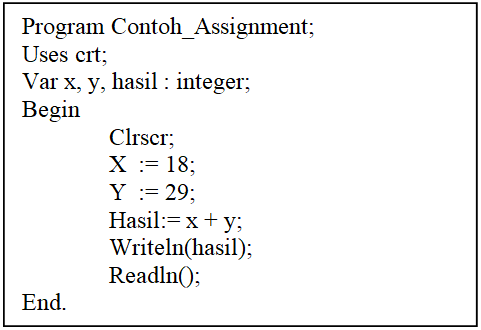 Program Contoh_Assignment;
Uses crt;
Var x, y, hasil : integer;
Begin
Clrscr;
X := 18;
Y := 29;
Hasil:= x + y;
Writeln(hasil);
Readln();
End.